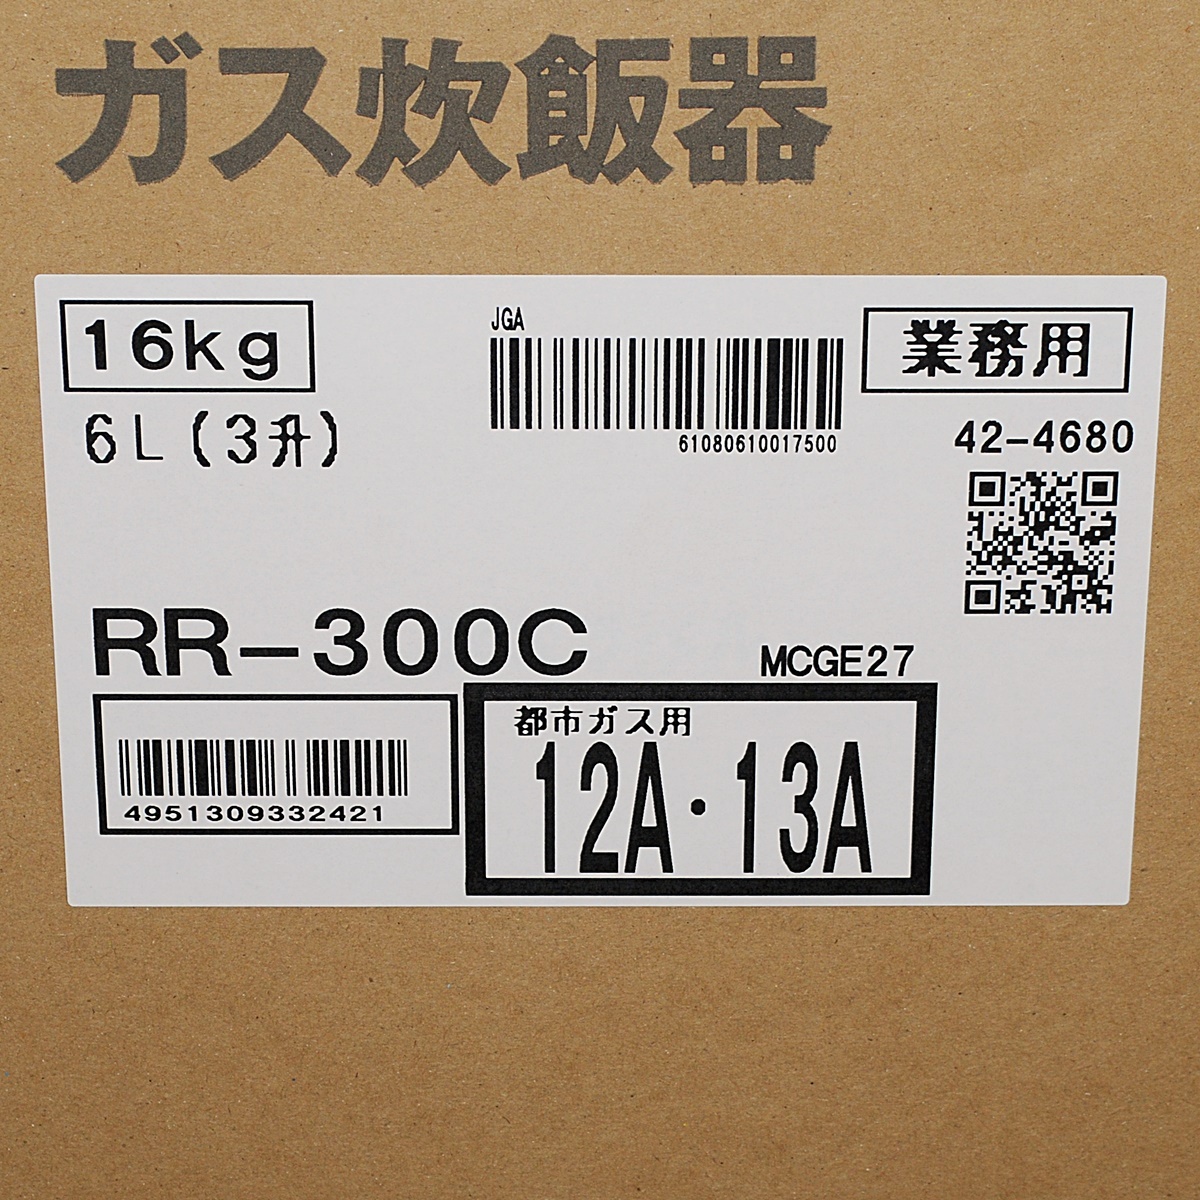 ガス炊飯器
16kg
JGA
業務用
6L(3升)
61080610017500
42-4680
RR-300C
MCGE27
4951309332421
都市ガス用
12A・13A